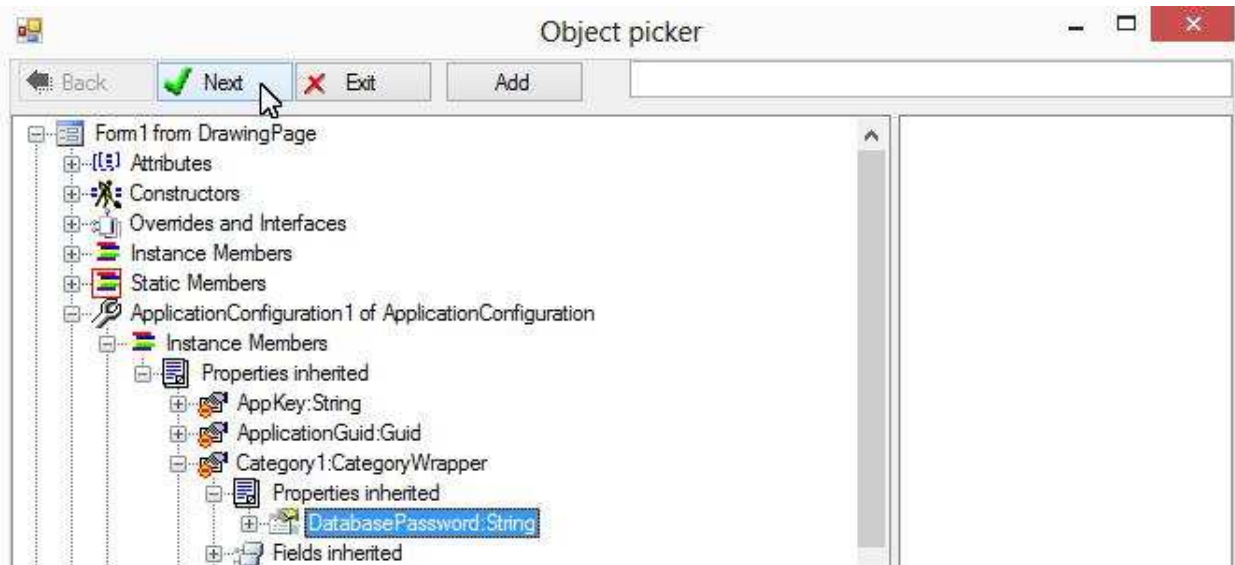 Object picker
Back Next Exit Add
Form1 from DrawingPage
Attributes
Constructors
Overrides and Interfaces
Instance Members
Static Members
ApplicationConfiguration1 of ApplicationConfiguration
Instance Members
Properties inherited
AppKey:String
ApplicationGuid:Guid
Category1:CategoryWrapper
Properties inherited
DatabasePassword:String
Fields inherited